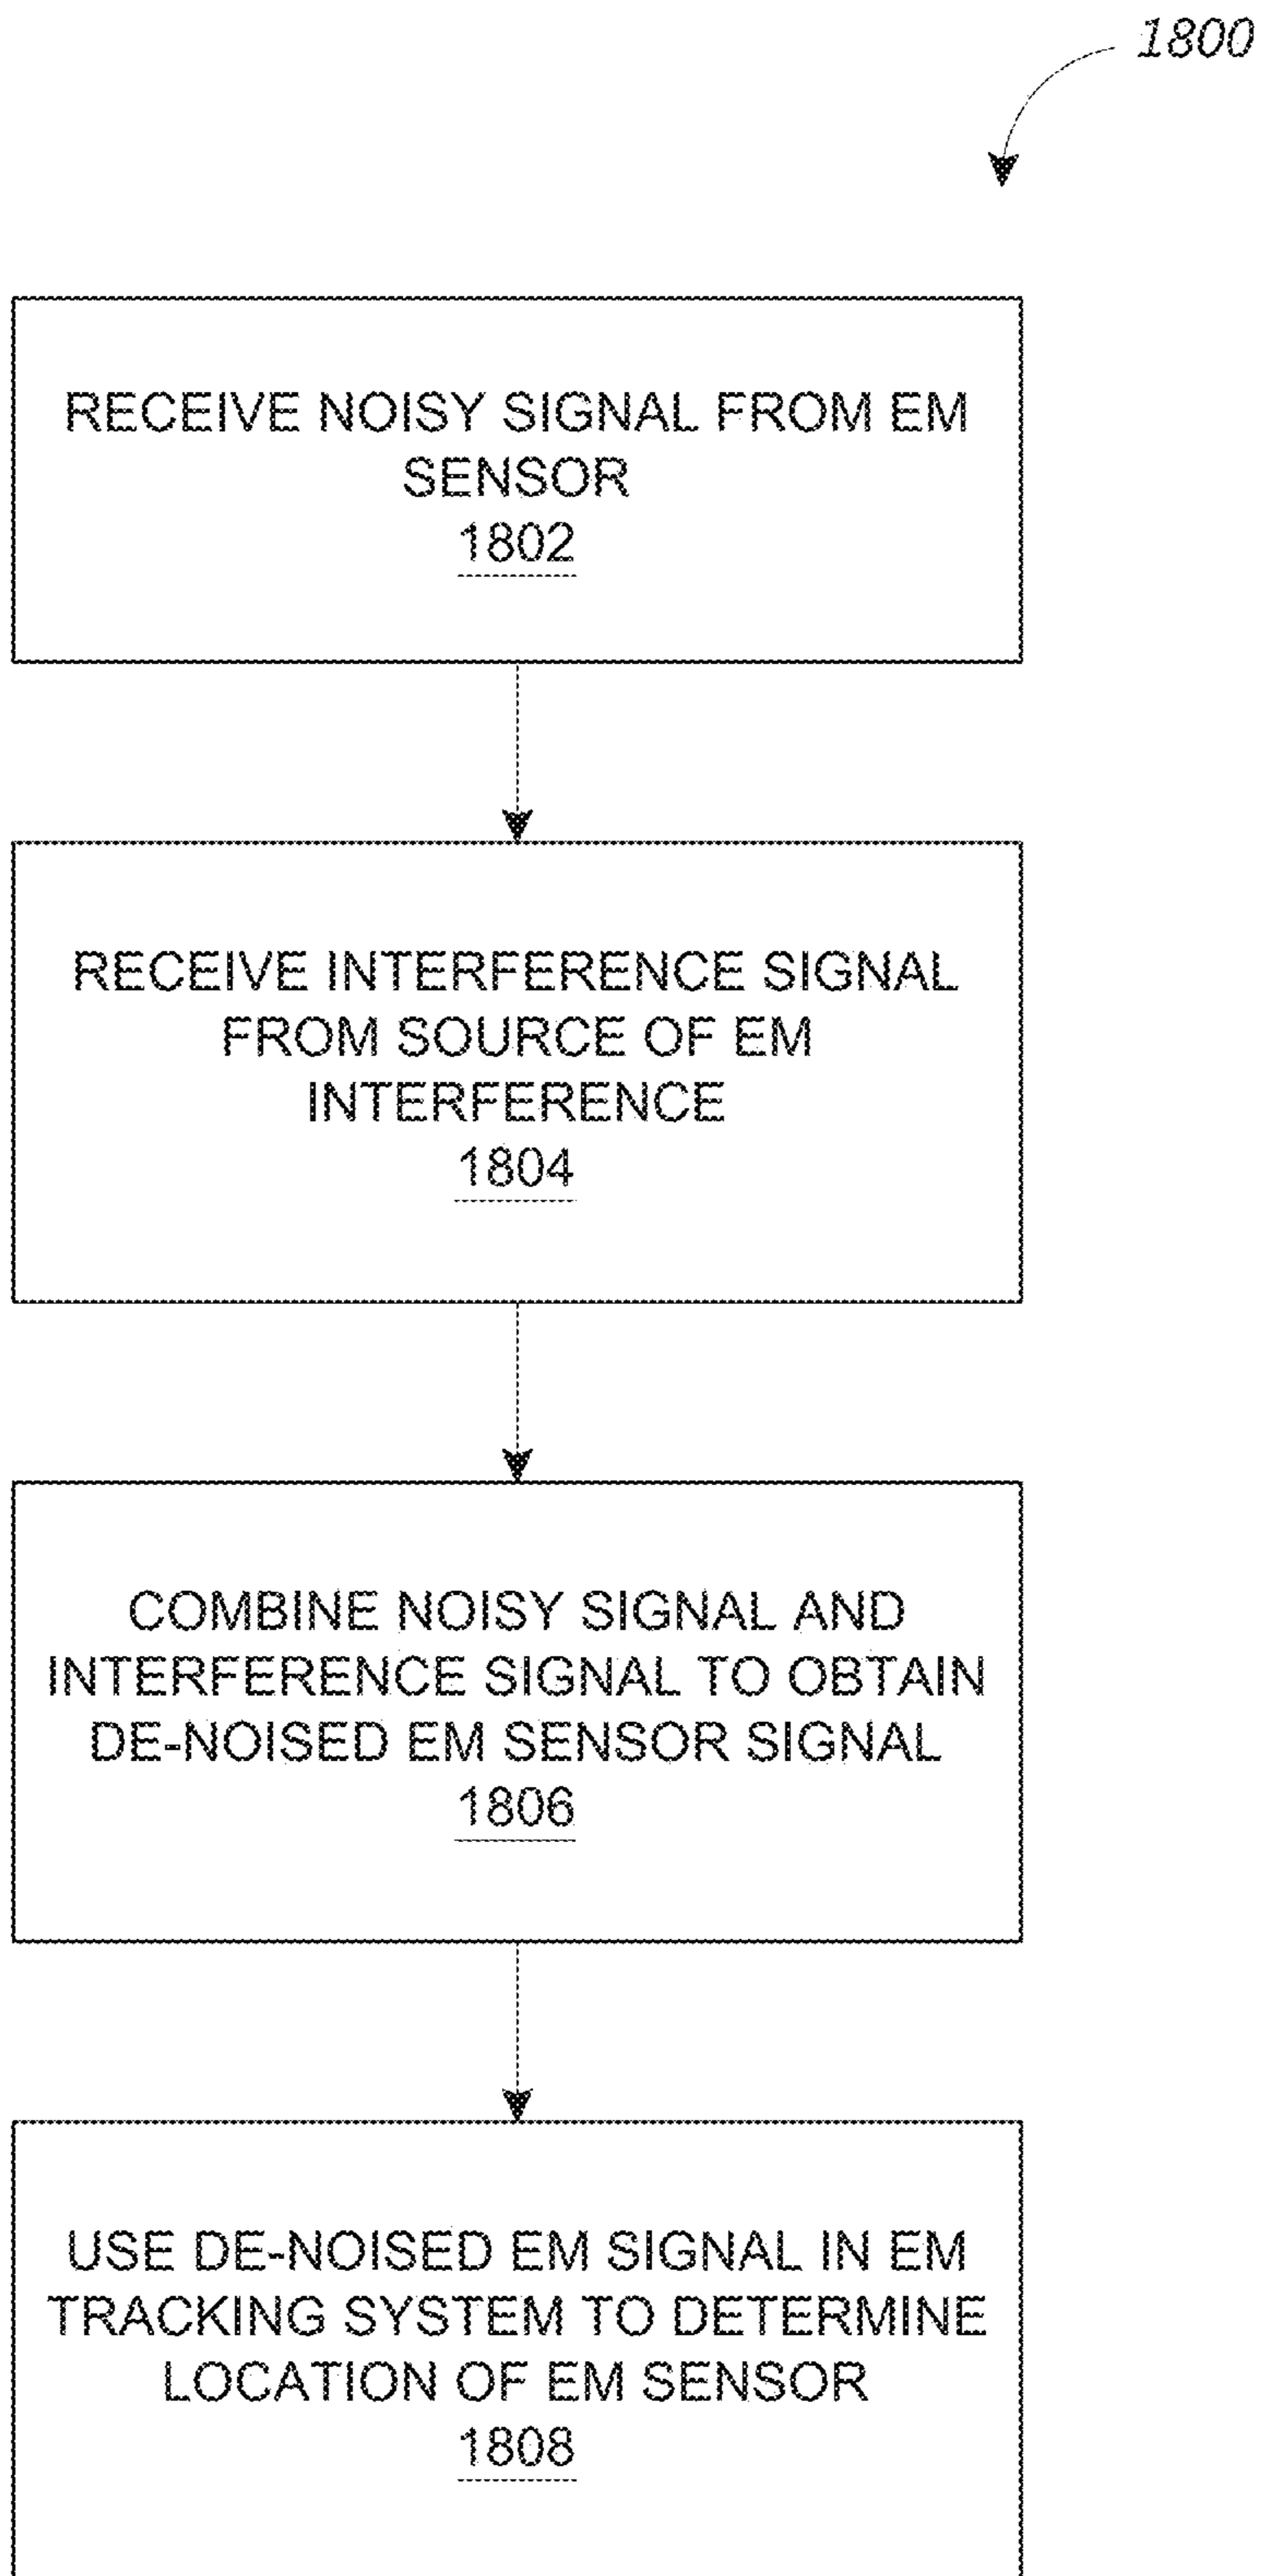 1800
RECEIVE NOISY SIGNAL FROM EM
SENSOR
1802
RECEIVE INTERFERENCE SIGNAL
FROM SOURCE OF EM
INTERFERENCE
1804
COMBINE NOISY SIGNAL AND
INTERFERENCE SIGNAL TO OBTAIN
DE-NOISED EM SENSOR SIGNAL
1806
USE DE-NOISED EM SIGNAL IN EM
TRACKING SYSTEM TO DETERMINE
LOCATION OF EM SENSOR
1808